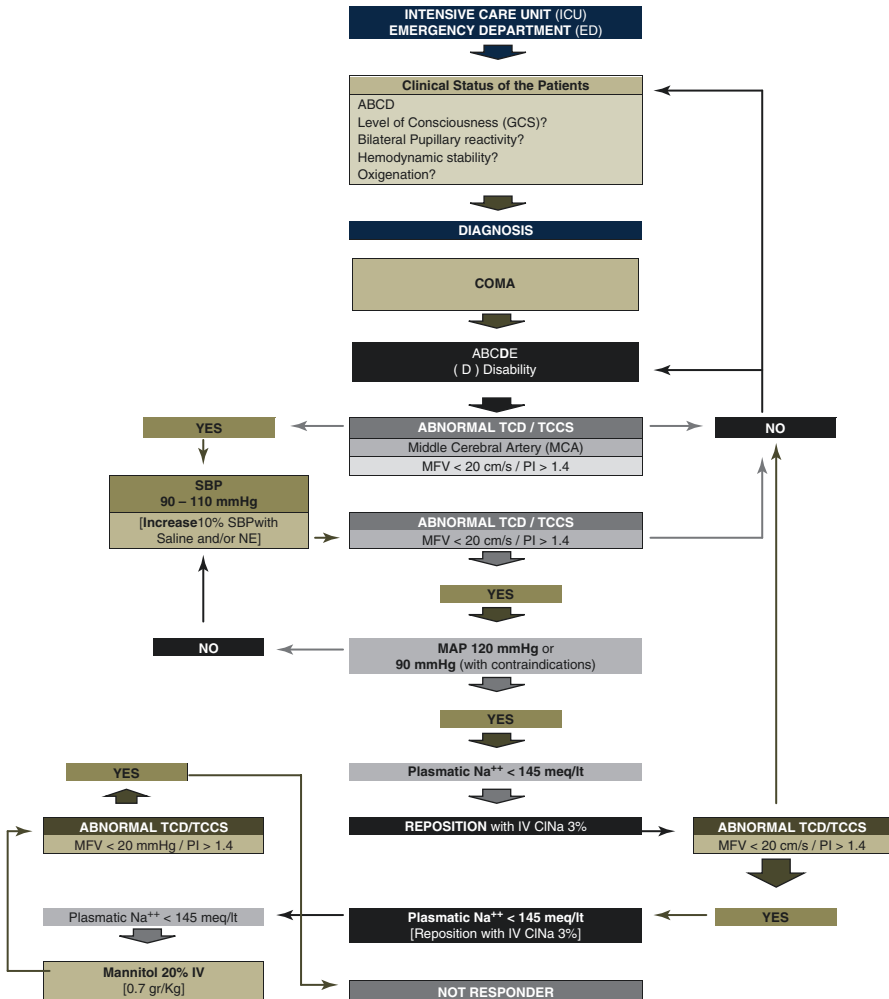 INTENSIVE CARE UNIT (ICU)
EMERGENCY DEPARTMENT (ED)
Clinical Status of the Patients
ABCD
Level of Consciousness (GCS)?
Bilateral Pupillary reactivity?
Hemodynamic stability?
Oxigenation?
DIAGNOSIS
COMA
ABCDE
( D ) Disability
YES
ABNORMAL TCD / TCCS
Middle Cerebral Artery (MCA)
MFV < 20 cm/s / PI > 1.4
NO
SBP
90 – 110 mmHg
[Increase10% SBPwith
Saline and/or NE]
ABNORMAL TCD / TCCS
MFV < 20 cm/s / PI > 1.4
YES
NO
MAP 120 mmHg or
90 mmHg (with contraindications)
YES
Plasmatic Na++ < 145 meq/lt
REPOSITION with IV ClNa 3%
ABNORMAL TCD/TCCS
MFV < 20 cm/s / PI > 1.4
YES
Plasmatic Na++ < 145 meq/lt
[Reposition with IV ClNa 3%]
Plasmatic Na++ < 145 meq/lt
Mannitol 20% IV
[0.7 gr/Kg]
ABNORMAL TCD/TCCS
MFV < 20 mmHg / PI > 1.4
YES
NOT RESPONDER